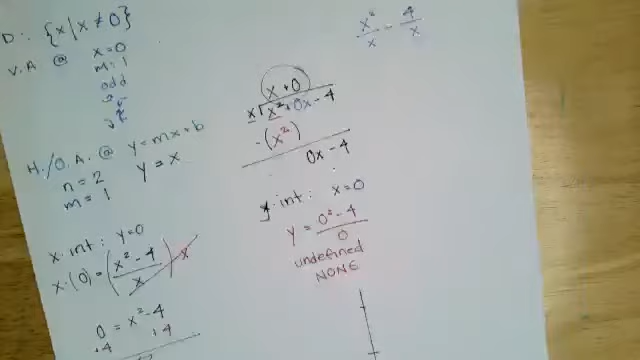 D: {x|x≠0}
V.A @ x=0
m: 1
odd
H./O.A. @ y=mx+b
n=2
m=1
y=x
x.int: y=0
x·(0)=(x²-4/x)·x
0=x²-4
+4 +4
x²/x - 4/x
x+0
x√x²+0x-4
-(x²)
0x-4
y.int: x=0
y=0²-4/0
undefined
NONE